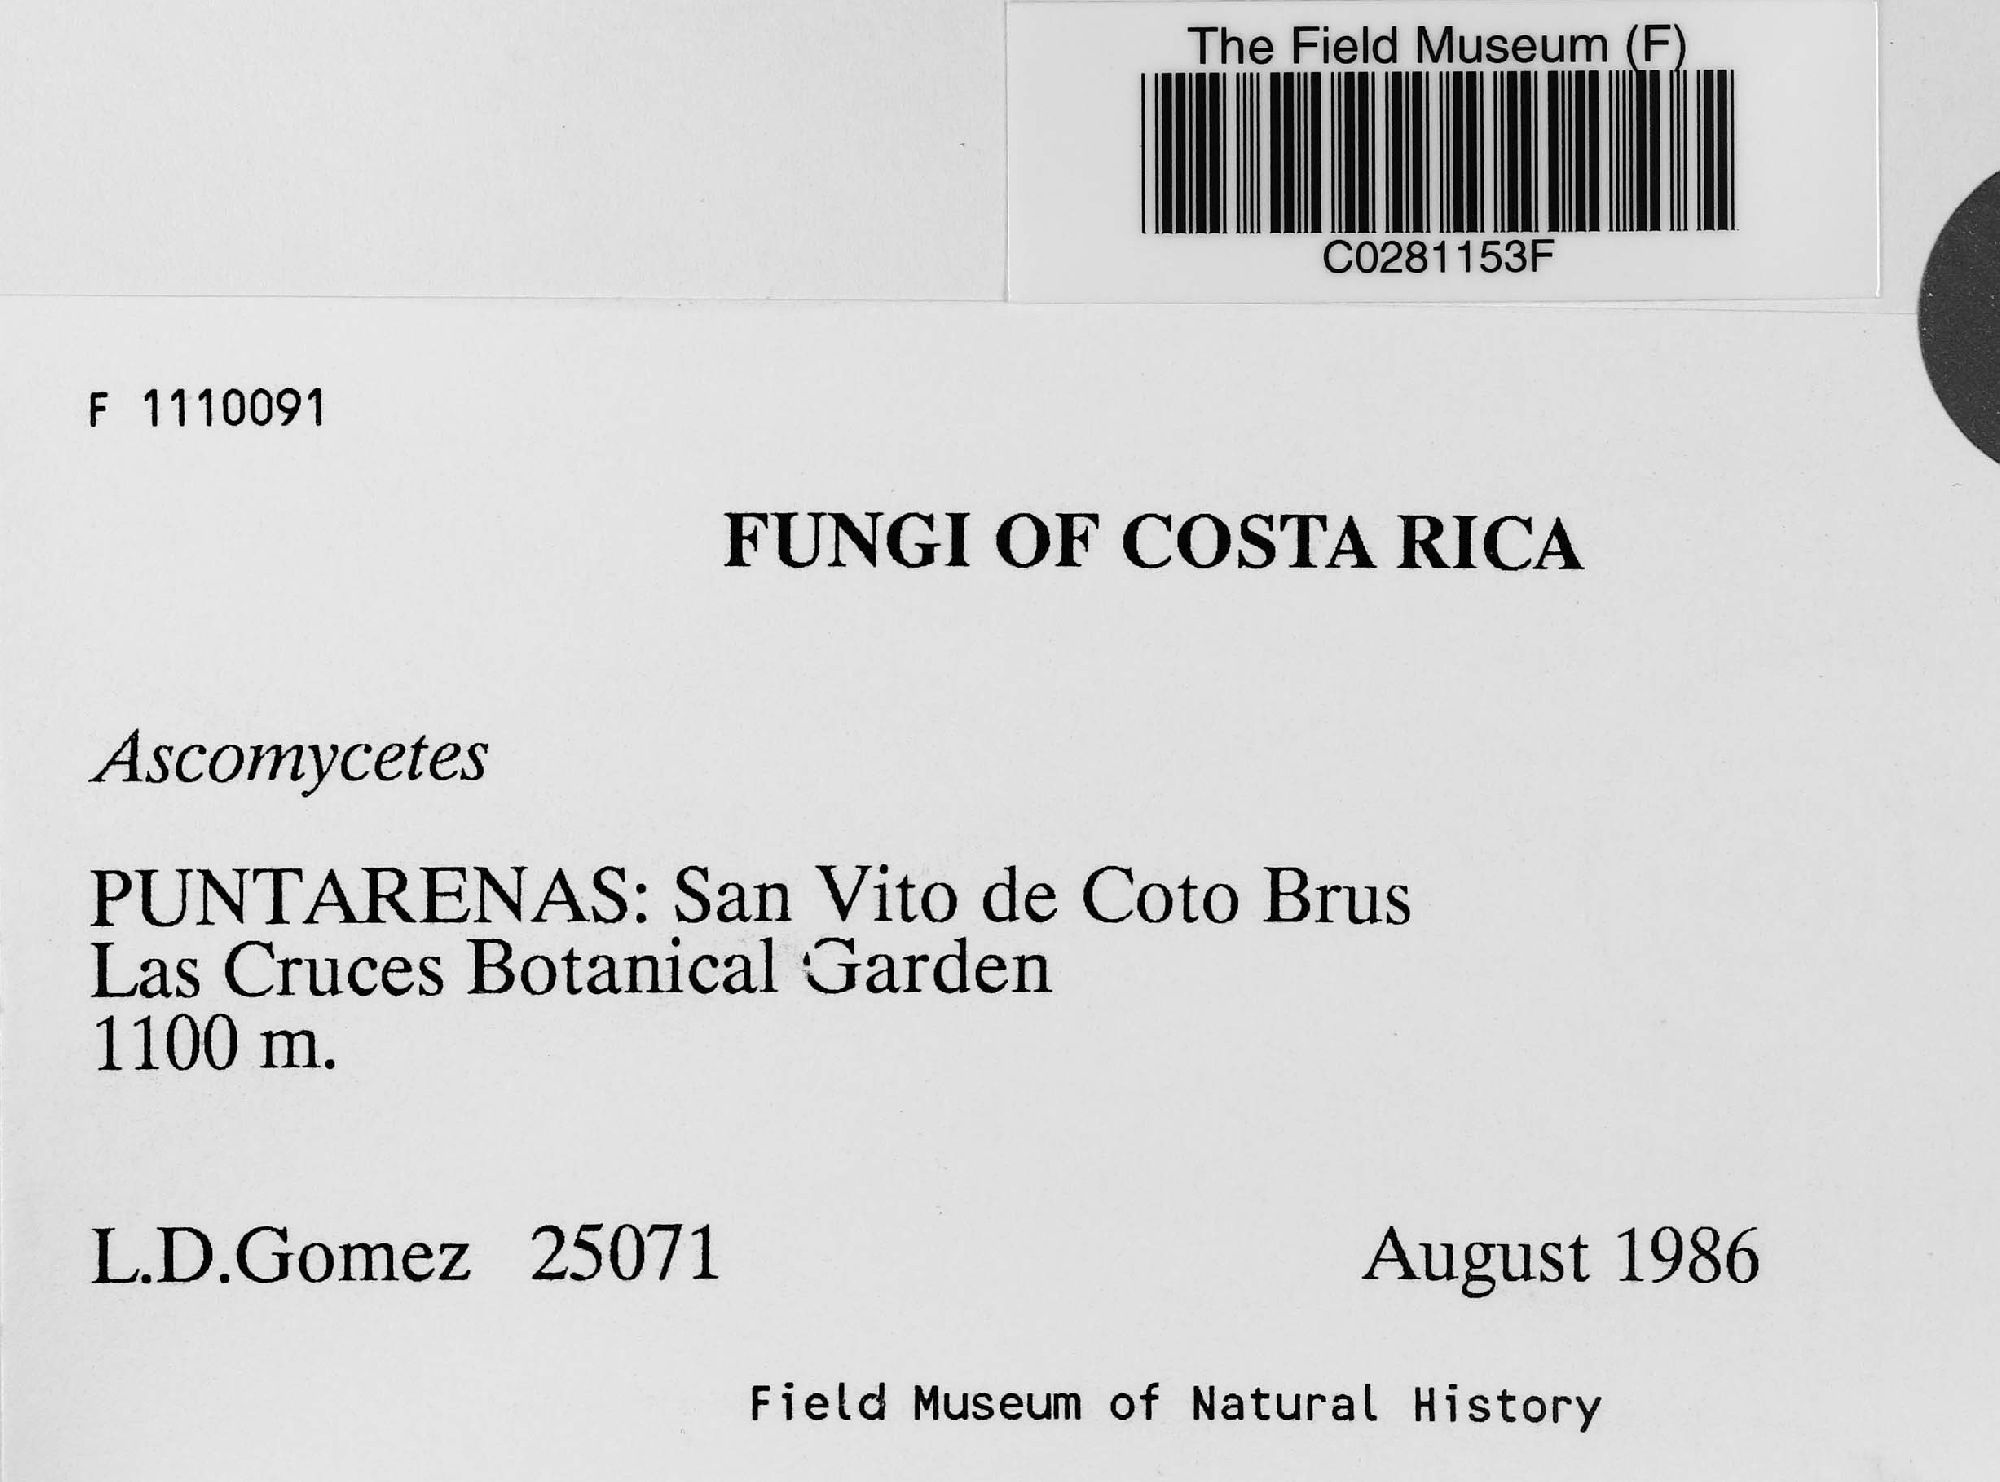 The Field Museum (F)
C0281153F
F 1110091
FUNGI OF COSTA RICA
Ascomycetes
PUNTARENAS: San Vito de Coto Brus
Las Cruces Botanical Garden
1100 m.
L.D.Gomez 25071 August 1986
Field Museum of Natural History